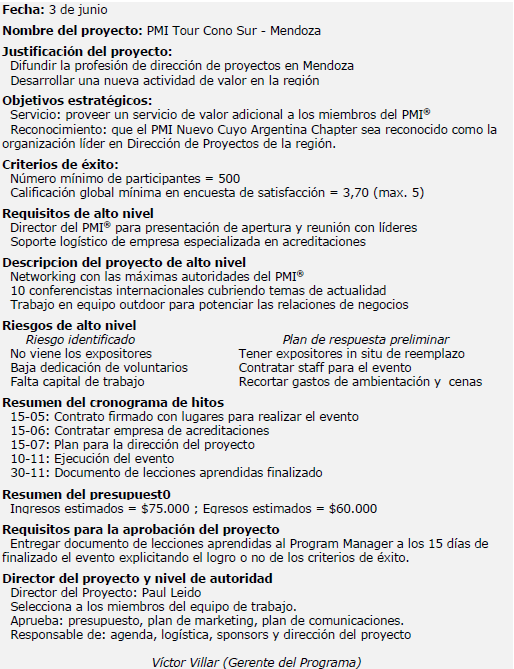 Fecha: 3 de junio
Nombre del proyecto: PMI Tour Cono Sur - Mendoza
Justificación del proyecto:
Difundir la profesión de dirección de proyectos en Mendoza
Desarrollar una nueva actividad de valor en la región
Objetivos estratégicos:
Servicio: proveer un servicio de valor adicional a los miembros del PMI®
Reconocimiento: que el PMI Nuevo Cuyo Argentina Chapter sea reconocido como la
organización líder en Dirección de Proyectos de la región.
Criterios de éxito:
Número mínimo de participantes = 500
Calificación global mínima en encuesta de satisfacción = 3,70 (max. 5)
Requisitos de alto nivel
Director del PMI® para presentación de apertura y reunión con líderes
Soporte logístico de empresa especializada en acreditaciones
Descripcion del proyecto de alto nivel
Networking con las máximas autoridades del PMI®
10 conferencistas internacionales cubriendo temas de actualidad
Trabajo en equipo outdoor para potenciar las relaciones de negocios
Riesgos de alto nivel
Riesgo identificado Plan de respuesta preliminar
No viene los expositores Tener expositores in situ de reemplazo
Baja dedicación de voluntarios Contratar staff para el evento
Falta capital de trabajo Recortar gastos de ambientación y cenas
Resumen del cronograma de hitos
15-05: Contrato firmado con lugares para realizar el evento
15-06: Contratar empresa de acreditaciones
15-07: Plan para la dirección del proyecto
10-11: Ejecución del evento
30-11: Documento de lecciones aprendidas finalizado
Resumen del presupuest0
Ingresos estimados = $75.000 ; Egresos estimados = $60.000
Requisitos para la aprobación del proyecto
Entregar documento de lecciones aprendidas al Program Manager a los 15 días de
finalizado el evento explicitando el logro o no de los criterios de éxito.
Director del proyecto y nivel de autoridad
Director del Proyecto: Paul Leido
Selecciona a los miembros del equipo de trabajo.
Aprueba: presupuesto, plan de marketing, plan de comunicaciones.
Responsable de: agenda, logística, sponsors y dirección del proyecto
Víctor Villar (Gerente del Programa)